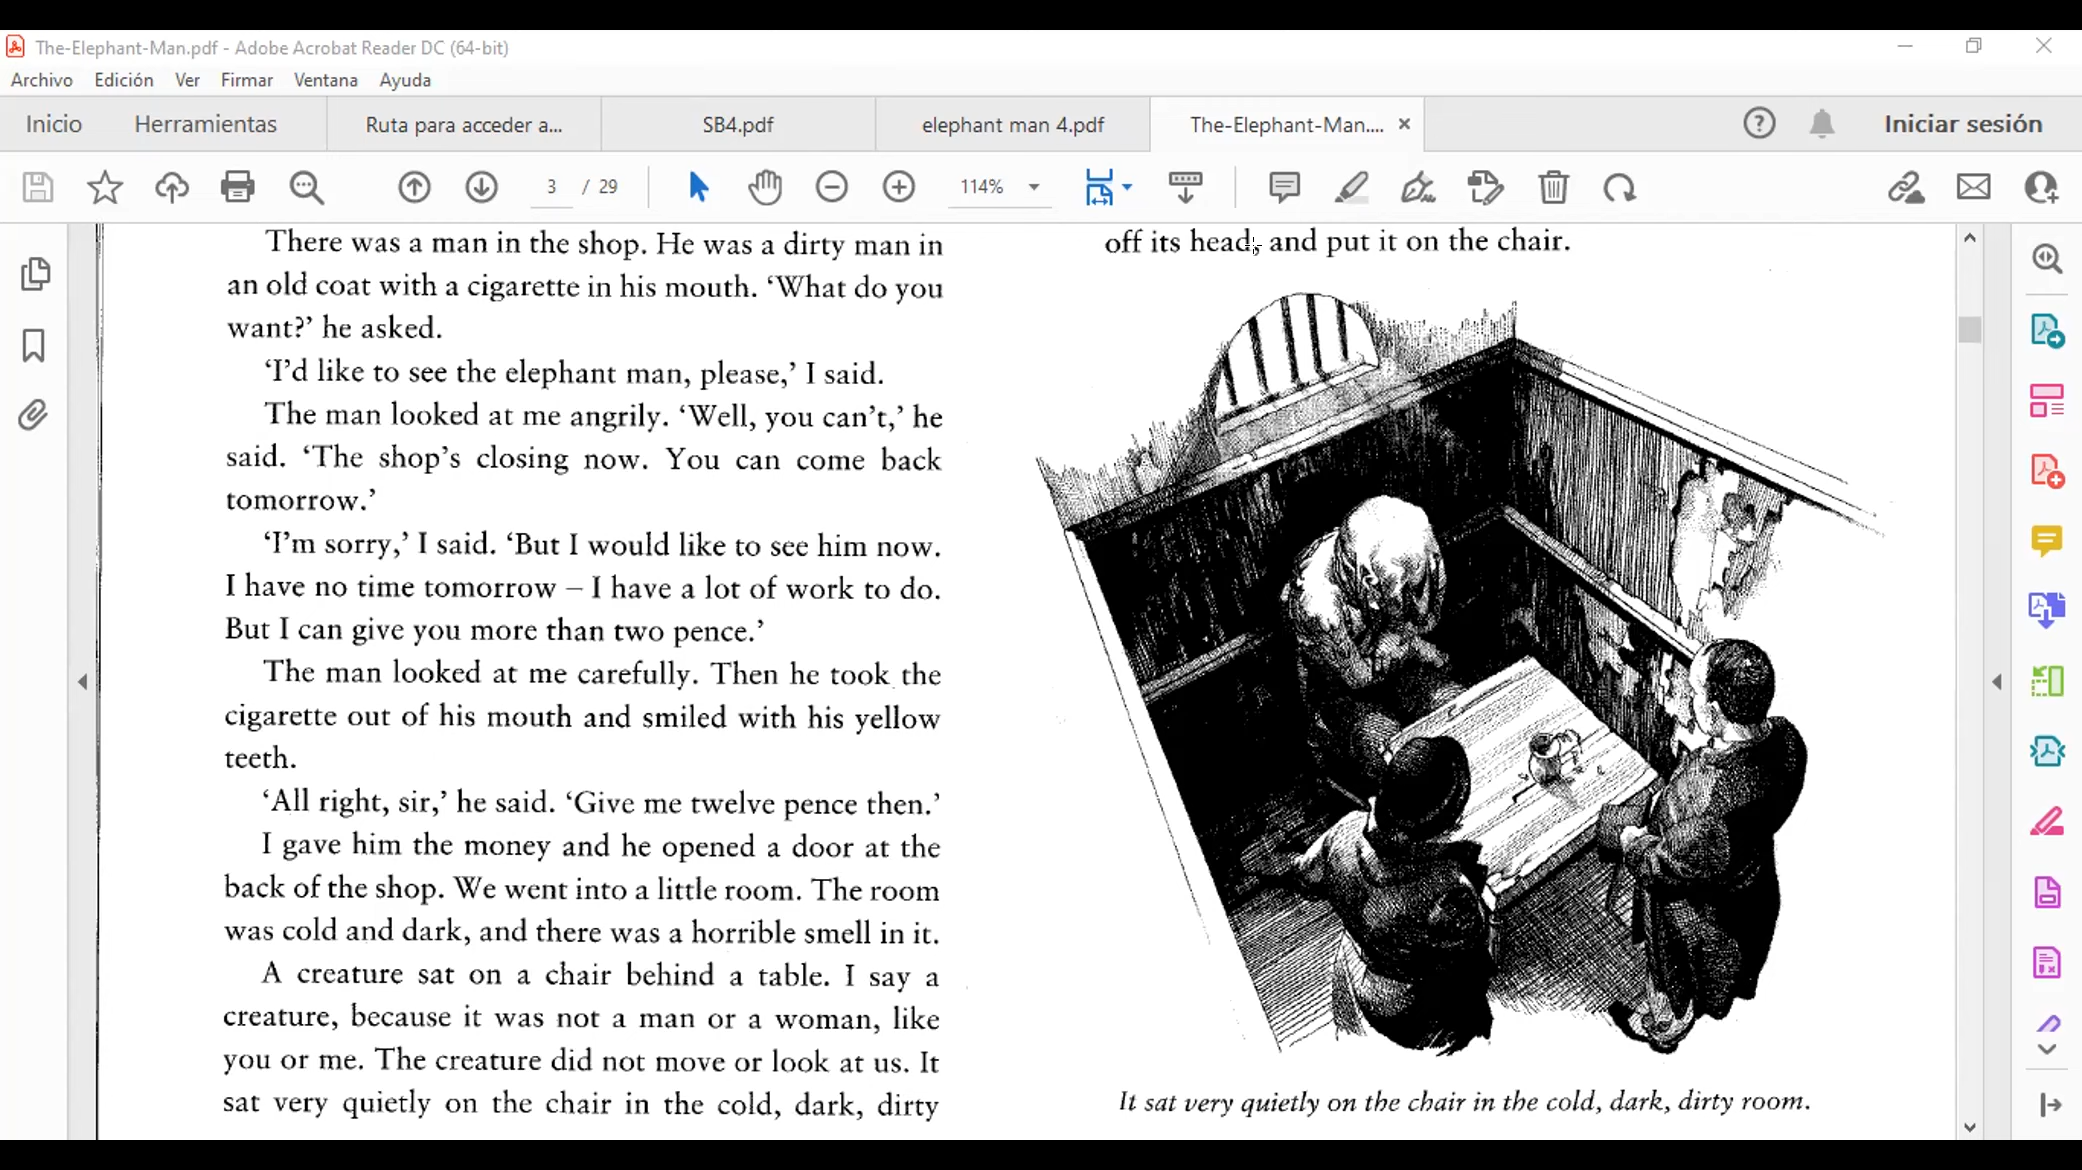 The-Elephant-Man.pdf - Adobe Acrobat Reader DC (64-bit)
Archivo Edición Ver Firmar Ventana Ayuda
Inicio Herramientas Ruta para acceder a... SB4.pdf elephant man 4.pdf The-Elephant-Man.... × Iniciar sesión
3 / 29 114%
There was a man in the shop. He was a dirty man in
an old coat with a cigarette in his mouth. ‘What do you
want?’ he asked.
‘I’d like to see the elephant man, please,’ I said.
The man looked at me angrily. ‘Well, you can’t,’ he
said. ‘The shop’s closing now. You can come back
tomorrow.’
‘I’m sorry,’ I said. ‘But I would like to see him now.
I have no time tomorrow – I have a lot of work to do.
But I can give you more than two pence.’
The man looked at me carefully. Then he took the
cigarette out of his mouth and smiled with his yellow
teeth.
‘All right, sir,’ he said. ‘Give me twelve pence then.’
I gave him the money and he opened a door at the
back of the shop. We went into a little room. The room
was cold and dark, and there was a horrible smell in it.
A creature sat on a chair behind a table. I say a
creature, because it was not a man or a woman, like
you or me. The creature did not move or look at us. It
sat very quietly on the chair in the cold, dark, dirty
off its head, and put it on the chair.
It sat very quietly on the chair in the cold, dark, dirty room.